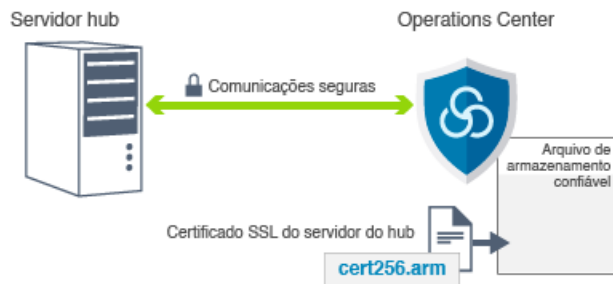 Servidor hub
Operations Center
Comunicações seguras
Arquivo de
armazenamento
confiável
Certificado SSL do servidor do hub
cert256.arm